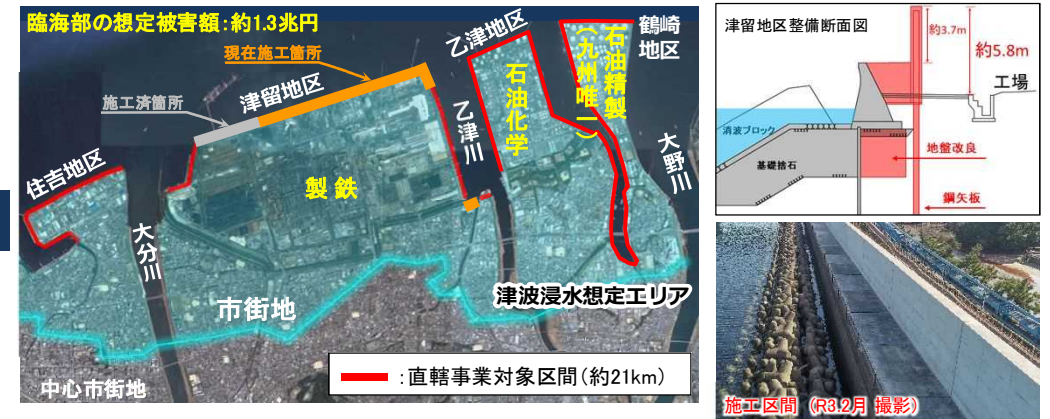 臨海部の想定被害額：約1.3兆円
現在施工箇所
施工済箇所
津留地区
乙津地区
鶴崎
地区
石油精製
（九州唯一）
石油化学
乙津川
大野川
住吉地区
製鉄
大分川
市街地
津波浸水想定エリア
中心市街地
：直轄事業対象区間（約21km）
津留地区整備断面図
約3.7m
約5.8m
工場
消波ブロック
地盤改良
基礎捨石
鋼矢板
施工区間（R3.2月 撮影）